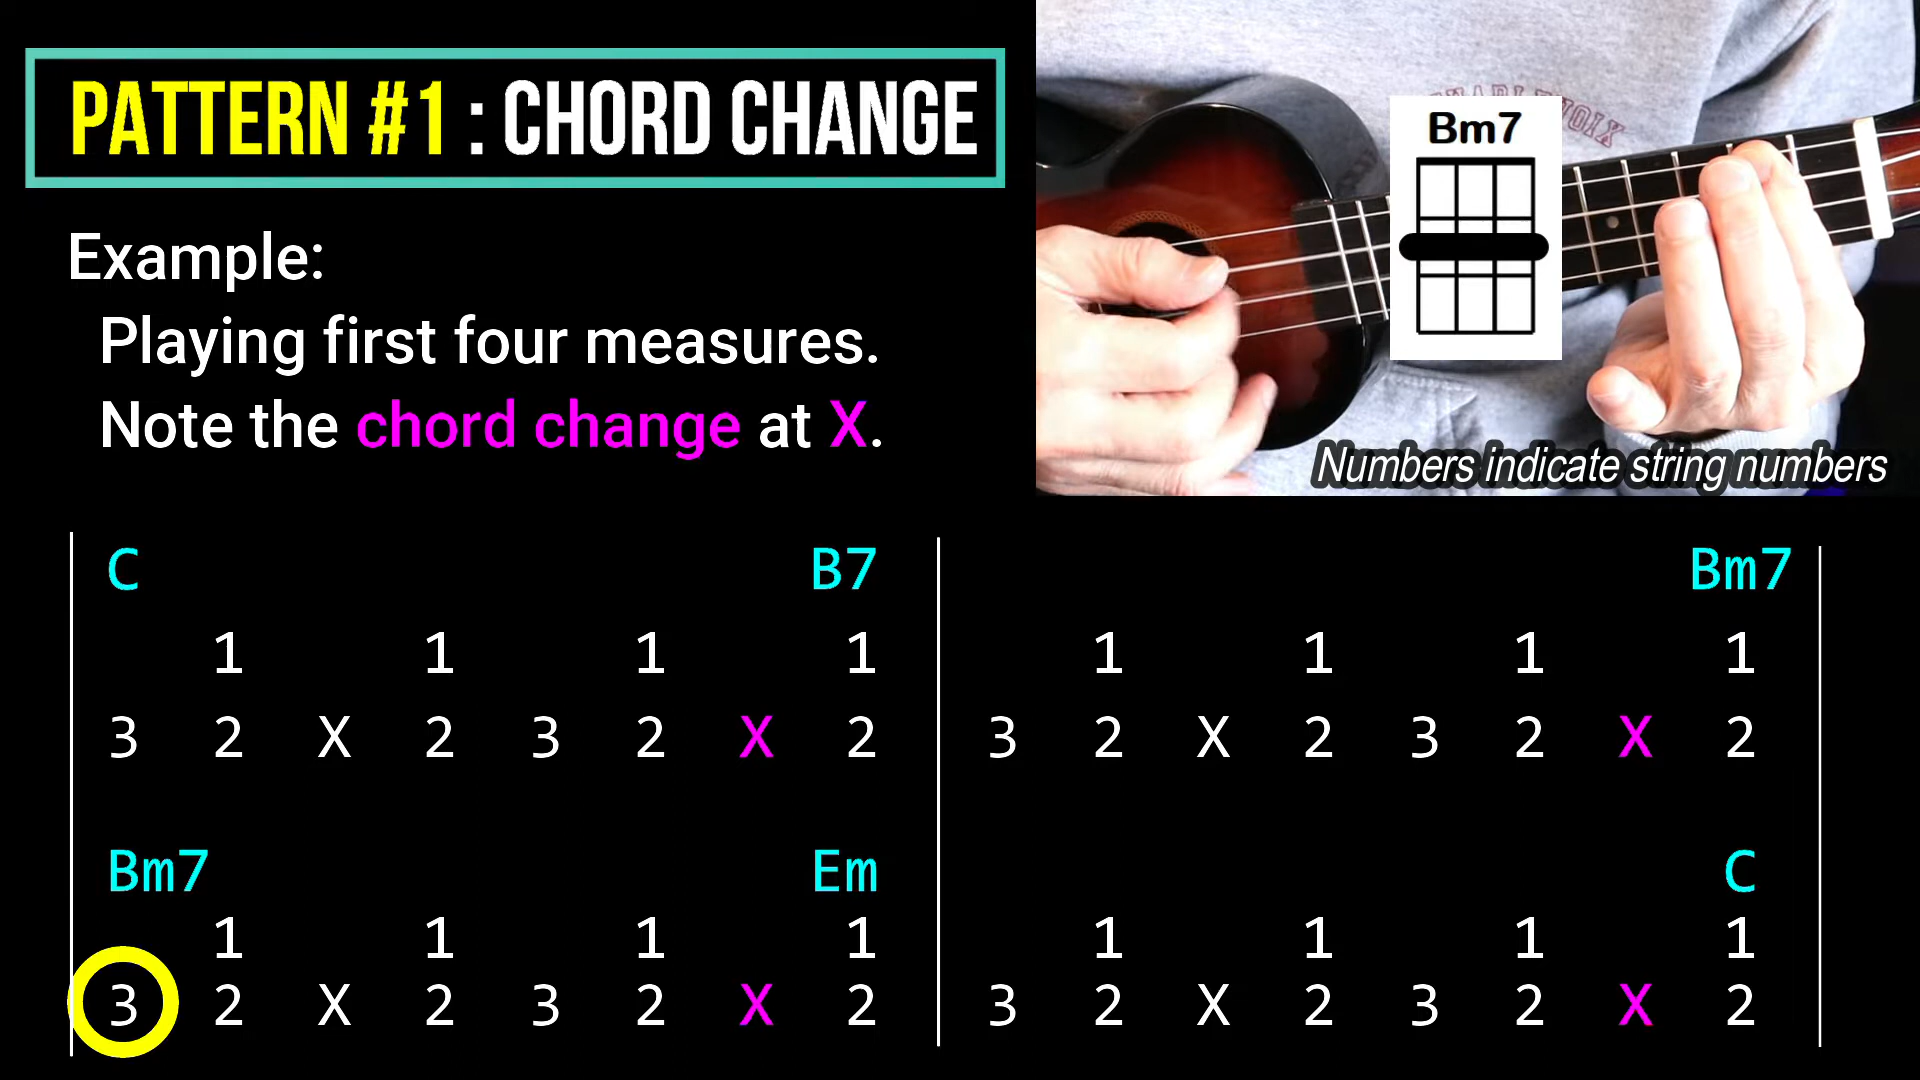 PATTERN #1 : CHORD CHANGE
Example:
Playing first four measures.
Note the chord change at X.
Bm7
Numbers indicate string numbers
C B7 Bm7
1 1 1 1 1 1 1 1
3 2 X 2 3 2 X 2 3 2 X 2 3 2 X 2
Bm7 Em C
1 1 1 1 1 1 1 1
3 2 X 2 3 2 X 2 3 2 X 2 3 2 X 2